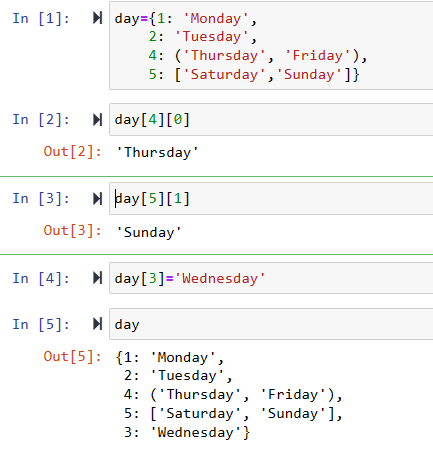 In [1]: day={1: 'Monday',
2: 'Tuesday',
4: ('Thursday', 'Friday'),
5: ['Saturday','Sunday']}
In [2]: day[4][0]
Out[2]: 'Thursday'
In [3]: day[5][1]
Out[3]: 'Sunday'
In [4]: day[3]='Wednesday'
In [5]: day
Out[5]: {1: 'Monday',
2: 'Tuesday',
4: ('Thursday', 'Friday'),
5: ['Saturday', 'Sunday'],
3: 'Wednesday'}